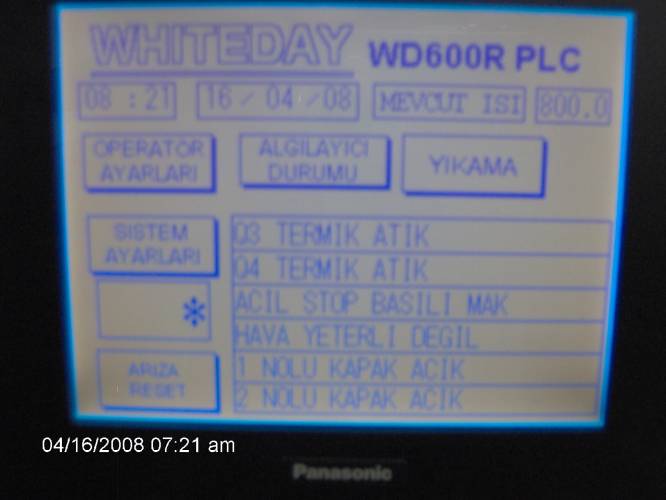 WHITEDAY WD600R PLC
08 : 21 16 / 04 / 08 MEVCUT ISI 800.0
OPERATÖR AYARLARI
ALGILAYICI DURUMU
YIKAMA
SISTEM AYARLARI
Q3 TERMIK ATIK
Q4 TERMIK ATIK
*
ACIL STOP BASILI MAK
HAVA YETERLI DEGIL
ARIZA RESET
1 NOLU KAPAK ACIK
2 NOLU KAPAK ACIK
04/16/2008 07:21 am
Panasonic